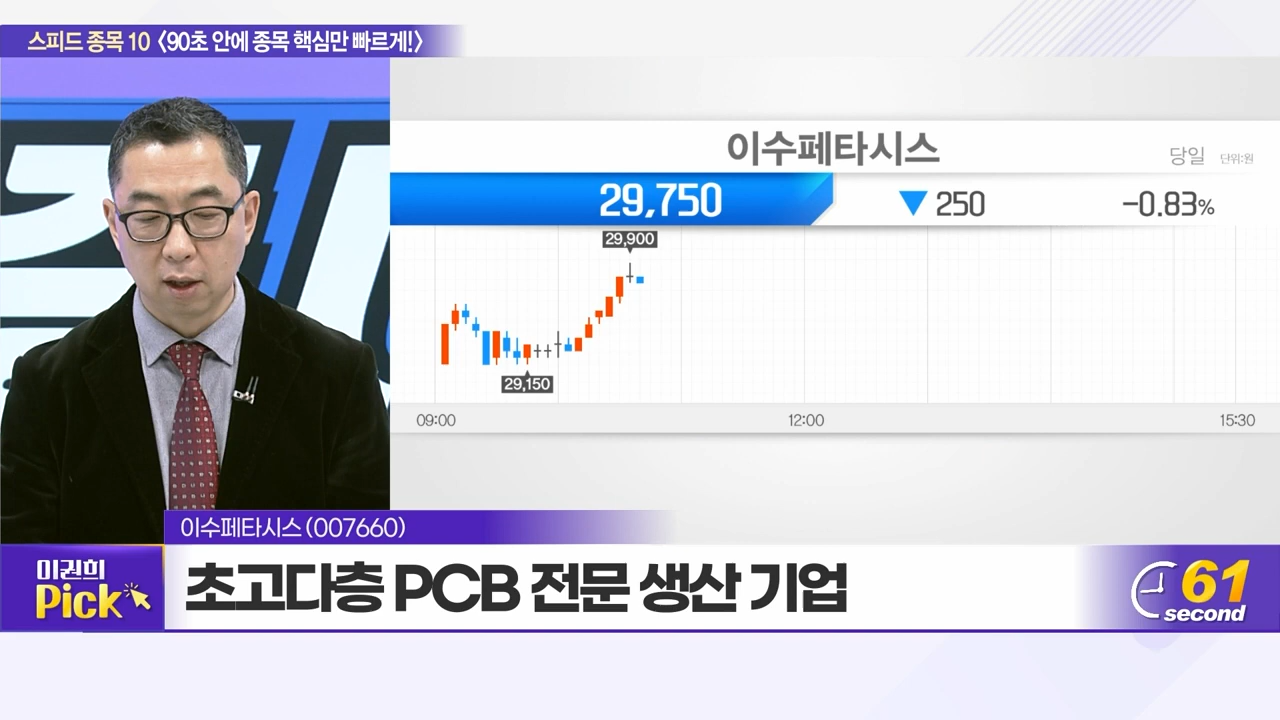 스피드 종목 10 〈90초 안에 종목 핵심만 빠르게!〉
이수페타시스
당일 단위:원
29,750 ▼ 250 -0.83%
29,900
29,150
09:00 12:00 15:30
이수페타시스(007660)
이권희
Pick
초고다층 PCB 전문 생산 기업
61
second